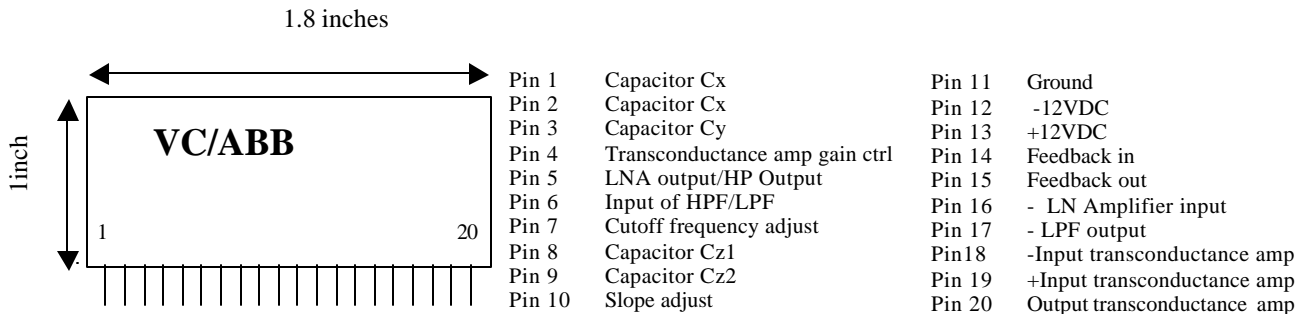 1.8 inches
1inch
VC/ABB
1 20
Pin 1 Capacitor Cx
Pin 2 Capacitor Cx
Pin 3 Capacitor Cy
Pin 4 Transconductance amp gain ctrl
Pin 5 LNA output/HP Output
Pin 6 Input of HPF/LPF
Pin 7 Cutoff frequency adjust
Pin 8 Capacitor Cz1
Pin 9 Capacitor Cz2
Pin 10 Slope adjust
Pin 11 Ground
Pin 12 -12VDC
Pin 13 +12VDC
Pin 14 Feedback in
Pin 15 Feedback out
Pin 16 - LN Amplifier input
Pin 17 - LPF output
Pin18 -Input transconductance amp
Pin 19 +Input transconductance amp
Pin 20 Output transconductance amp